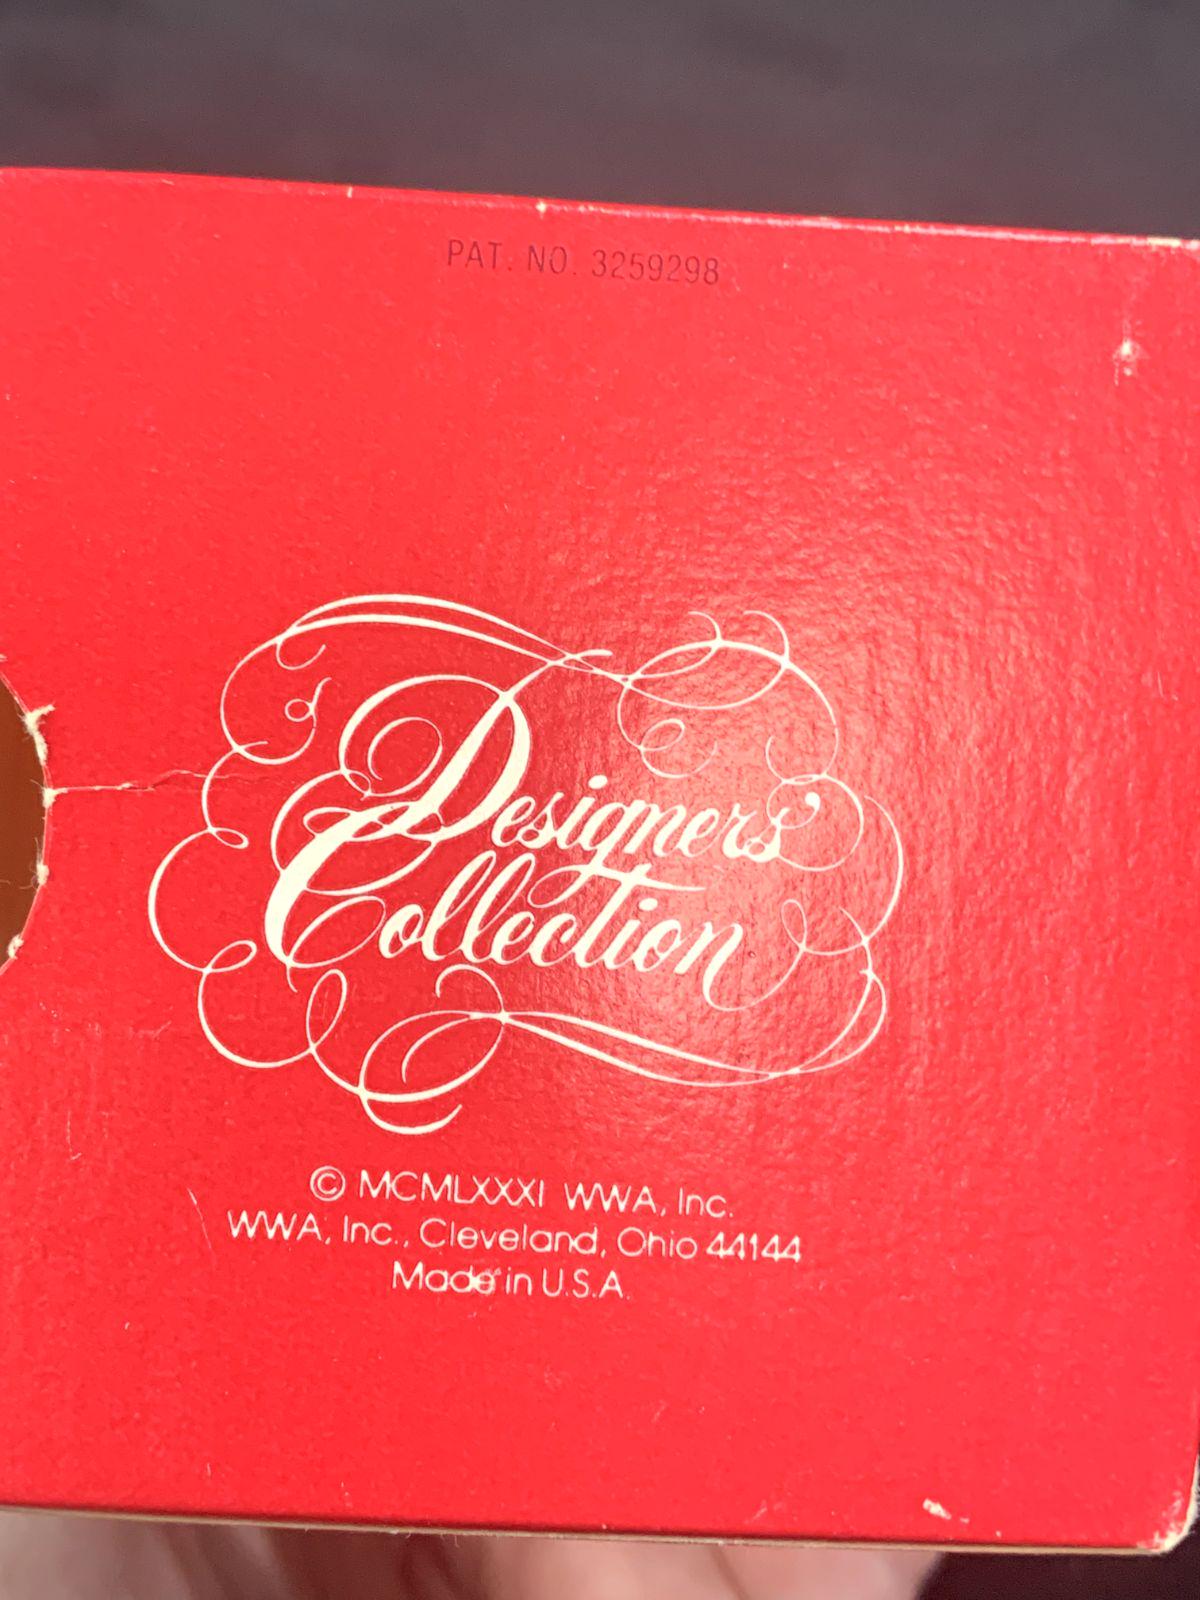 PAT. NO. 3259298
Designers'
Collection
© MCMLXXXI WWA, Inc.
WWA, Inc., Cleveland, Ohio 44144
Made in U.S.A.